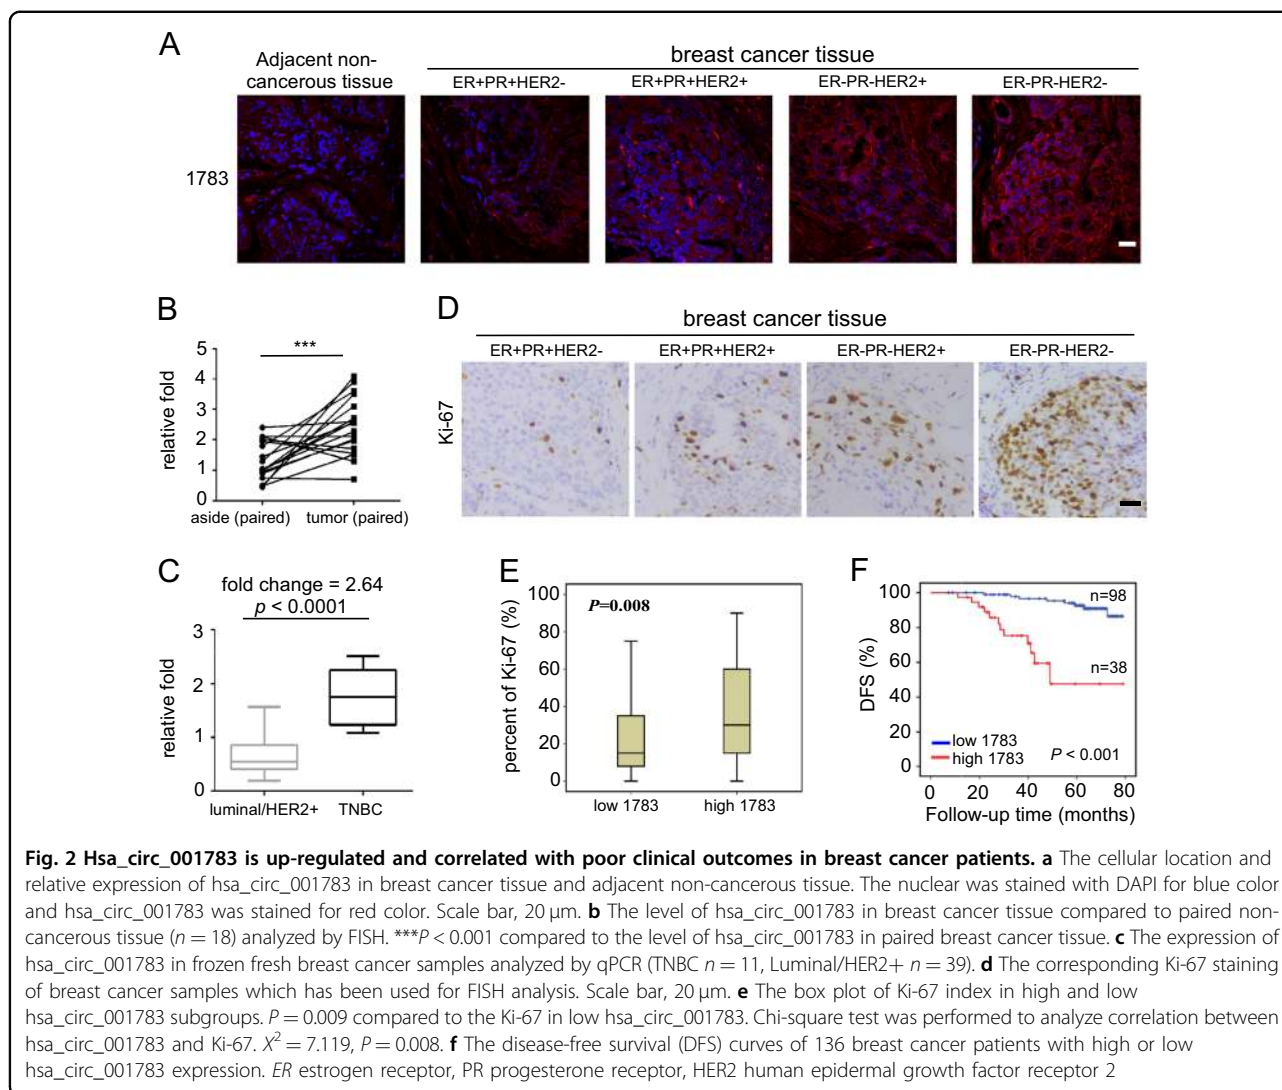 A
Adjacent non-
cancerous tissue
breast cancer tissue
ER+PR+HER2-
ER+PR+HER2+
ER-PR-HER2+
ER-PR-HER2-
1783
B
***
relative fold
5
4
3
2
1
0
aside (paired)
tumor (paired)
D
breast cancer tissue
ER+PR+HER2-
ER+PR+HER2+
ER-PR-HER2+
ER-PR-HER2-
Ki-67
C
fold change = 2.64
p < 0.0001
relative fold
3
2
1
0
luminal/HER2+
TNBC
E
P=0.008
percent of Ki-67 (%)
100
80
60
40
20
0
low 1783
high 1783
F
DFS (%)
100
80
60
40
20
0
n=98
n=38
low 1783
high 1783
P < 0.001
0
20
40
60
80
Follow-up time (months)
Fig. 2 Hsa_circ_001783 is up-regulated and correlated with poor clinical outcomes in breast cancer patients. a The cellular location and
relative expression of hsa_circ_001783 in breast cancer tissue and adjacent non-cancerous tissue. The nuclear was stained with DAPI for blue color
and hsa_circ_001783 was stained for red color. Scale bar, 20 μm. b The level of hsa_circ_001783 in breast cancer tissue compared to paired non-
cancerous tissue (n = 18) analyzed by FISH. ***P < 0.001 compared to the level of hsa_circ_001783 in paired breast cancer tissue. c The expression of
hsa_circ_001783 in frozen fresh breast cancer samples analyzed by qPCR (TNBC n = 11, Luminal/HER2+ n = 39). d The corresponding Ki-67 staining
of breast cancer samples which has been used for FISH analysis. Scale bar, 20 μm. e The box plot of Ki-67 index in high and low
hsa_circ_001783 subgroups. P = 0.009 compared to the Ki-67 in low hsa_circ_001783. Chi-square test was performed to analyze correlation between
hsa_circ_001783 and Ki-67. X² = 7.119, P = 0.008. f The disease-free survival (DFS) curves of 136 breast cancer patients with high or low
hsa_circ_001783 expression. ER estrogen receptor, PR progesterone receptor, HER2 human epidermal growth factor receptor 2